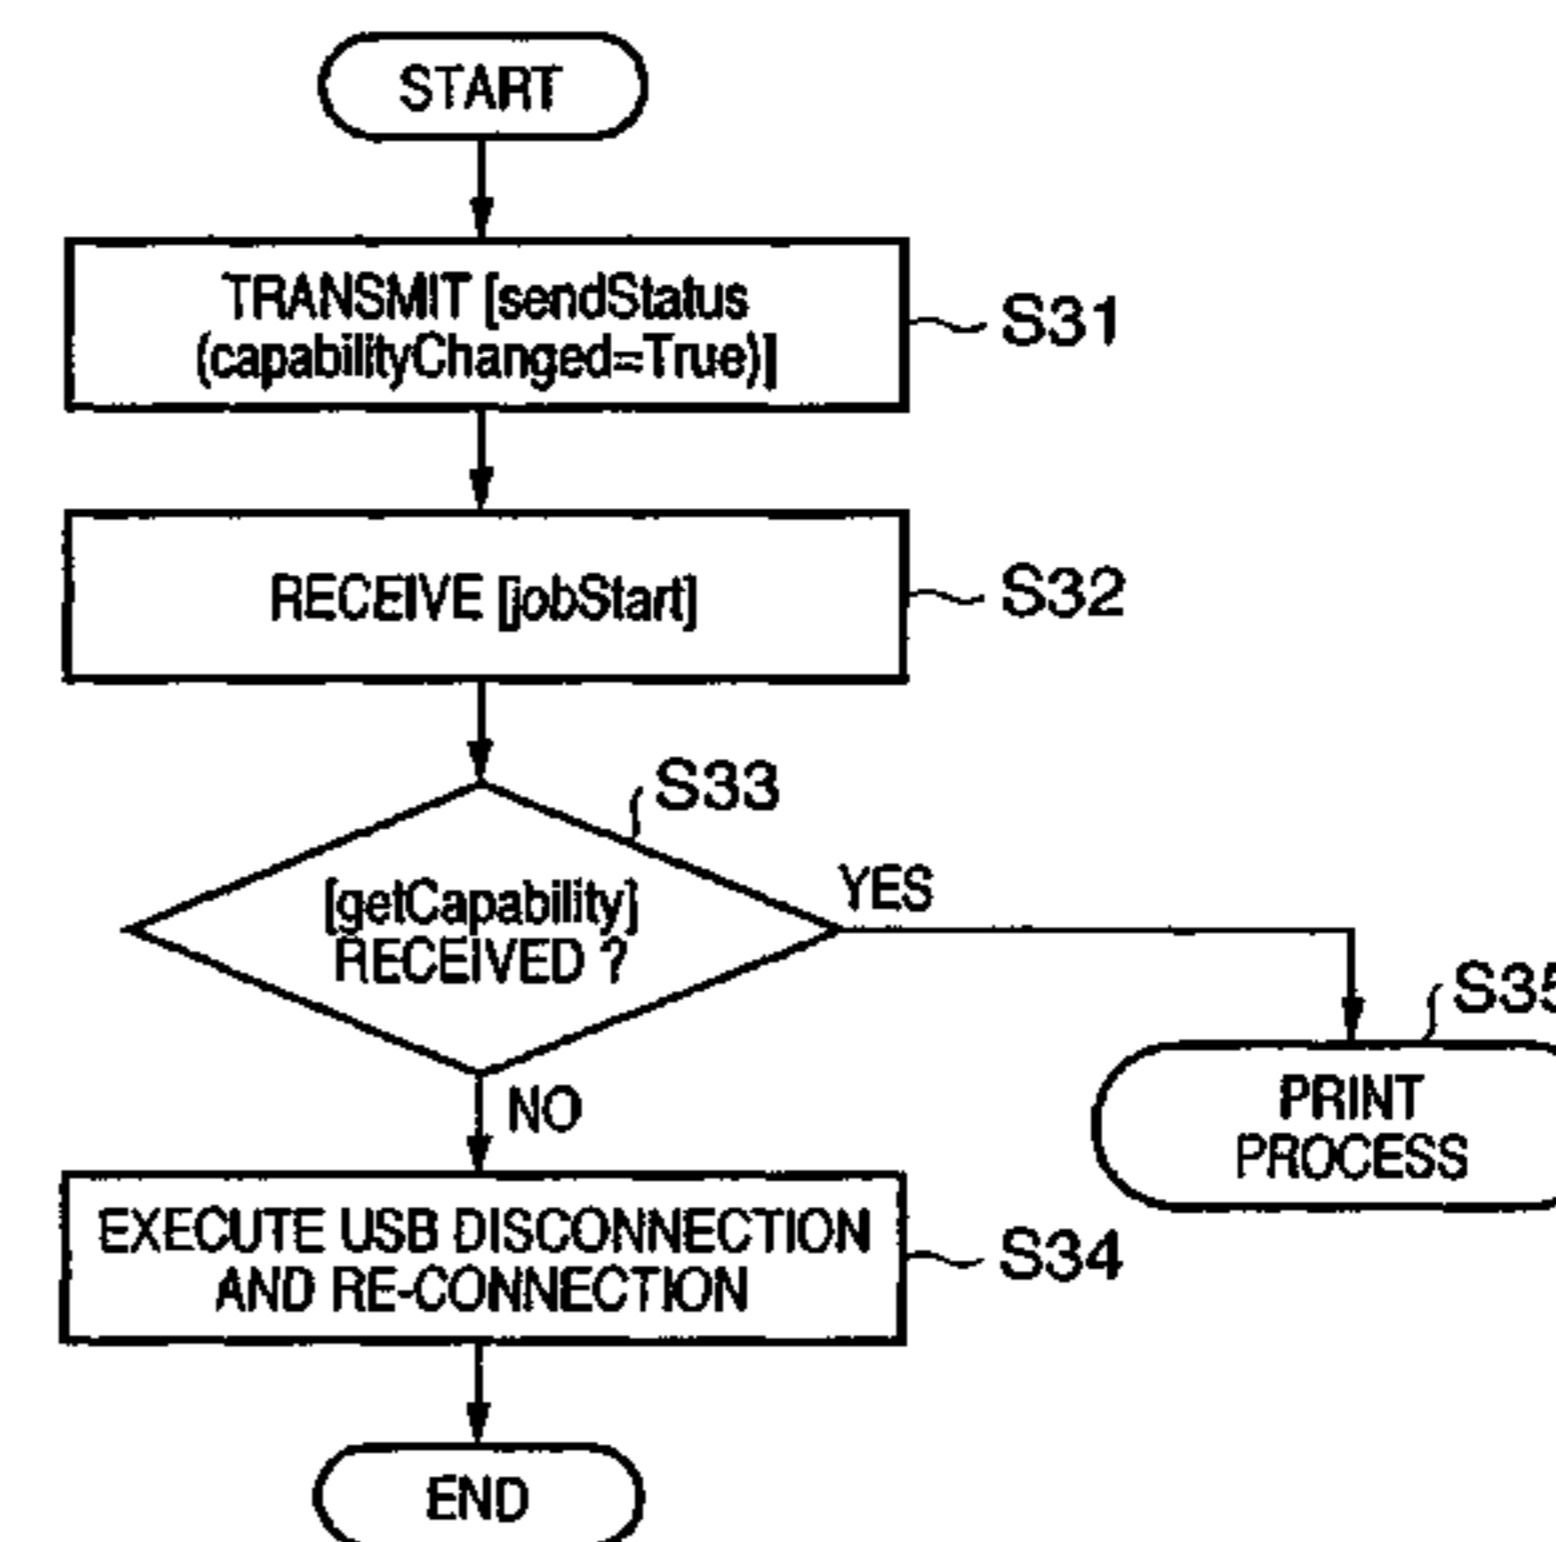 START
TRANSMIT [sendStatus
(capabilityChanged=True)]
S31
RECEIVE [jobStart]
S32
S33
[getCapability]
RECEIVED ?
YES
S35
PRINT
PROCESS
NO
EXECUTE USB DISCONNECTION
AND RE-CONNECTION
S34
END